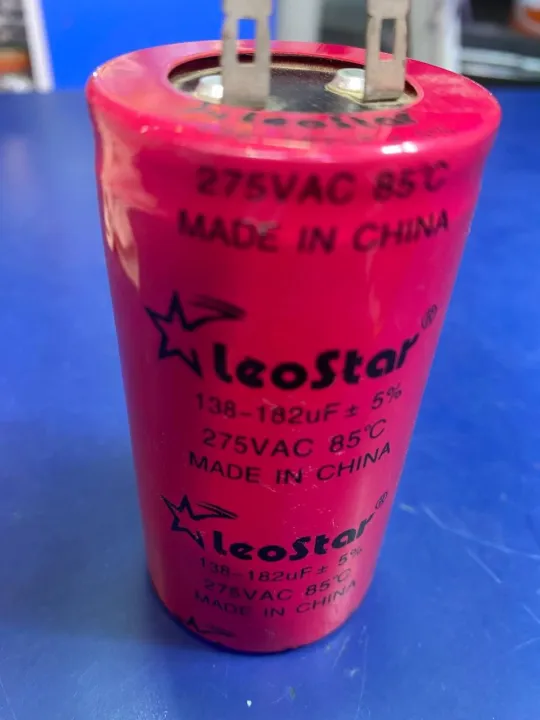 LeoStar
275VAC 85℃
MADE IN CHINA
LeoStar®
138-182uF± 5%
275VAC 85℃
MADE IN CHINA
LeoStar®
138-182uF± 5%
275VAC 85℃
MADE IN CHINA